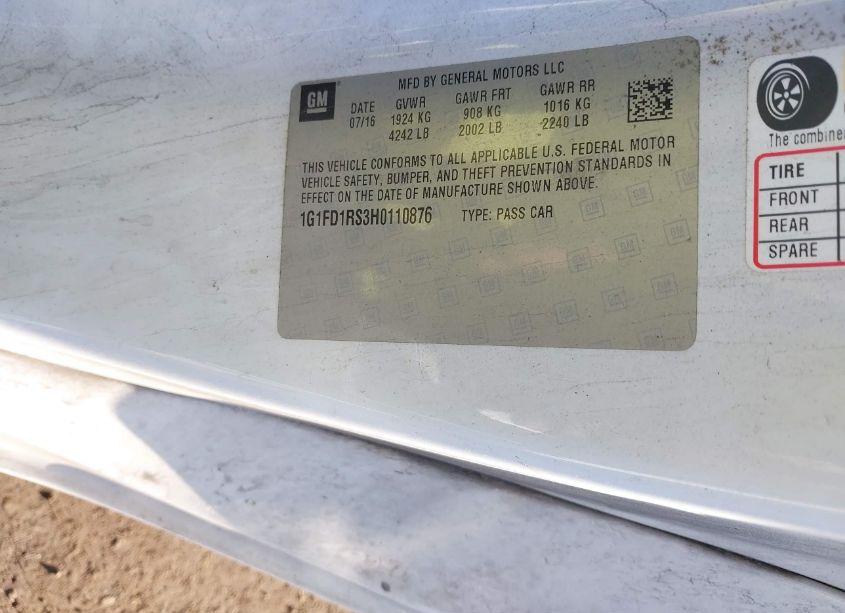 MFD BY GENERAL MOTORS LLC
GM
DATE GVWR GAWR FRT GAWR RR
07/16 1924 KG 908 KG 1016 KG
4242 LB 2002 LB 2240 LB
THIS VEHICLE CONFORMS TO ALL APPLICABLE U.S. FEDERAL MOTOR
VEHICLE SAFETY, BUMPER, AND THEFT PREVENTION STANDARDS IN
EFFECT ON THE DATE OF MANUFACTURE SHOWN ABOVE.
1G1FD1RS3H0110876 TYPE: PASS CAR
The combine
TIRE
FRONT
REAR
SPARE